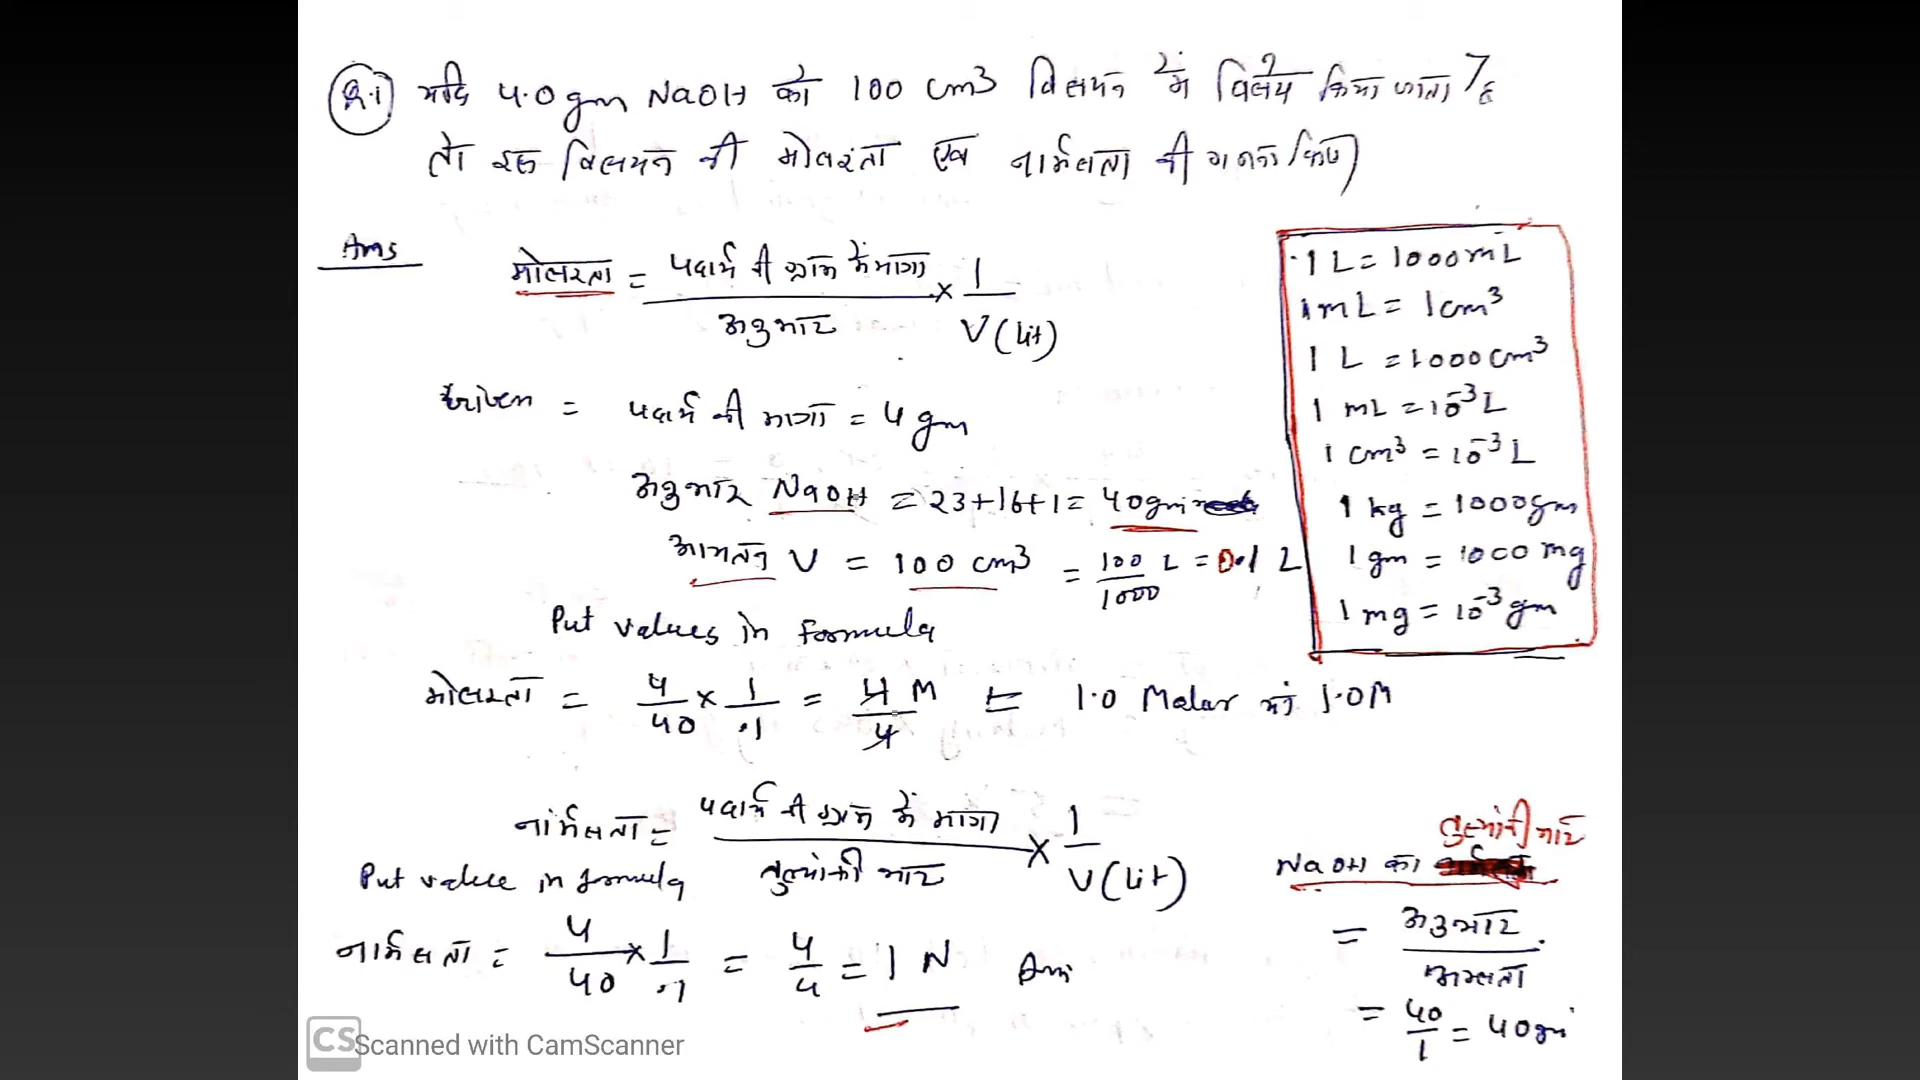 Q.1 यदि 4.0 gm NaOH को 100 cm³ विलयन में विलेय किया जाता है
तो इस विलयन की मोलरता एवं नार्मलता की गणना किजिए
Ans
मोलरता = पदार्थ की ग्राम में मात्रा / अणुभार × 1 / V (lit)
Given = पदार्थ की मात्रा = 4 gm
अणुभार NaOH = 23+16+1 = 40gm
आयतन V = 100 cm³ = 100/1000 L = 0.1 L
Put values in formula
मोलरता = 4/40 × 1/.1 = 4/4 M = 1.0 Molar या 1.0M
नार्मलता = पदार्थ की ग्राम में मात्रा / तुल्यांकी भार × 1 / V (Lit)
Put value in formula
नार्मलता = 4/40 × 1/.1 = 4/4 = 1 N Ans
1 L = 1000 mL
1 mL = 1 cm³
1 L = 1000 cm³
1 mL = 10⁻³ L
1 cm³ = 10⁻³ L
1 kg = 1000 gm
1 gm = 1000 mg
1 mg = 10⁻³ gm
NaOH का तुल्यांकी भार
= अणुभार / अम्लता
= 40/1 = 40gm
CS Scanned with CamScanner